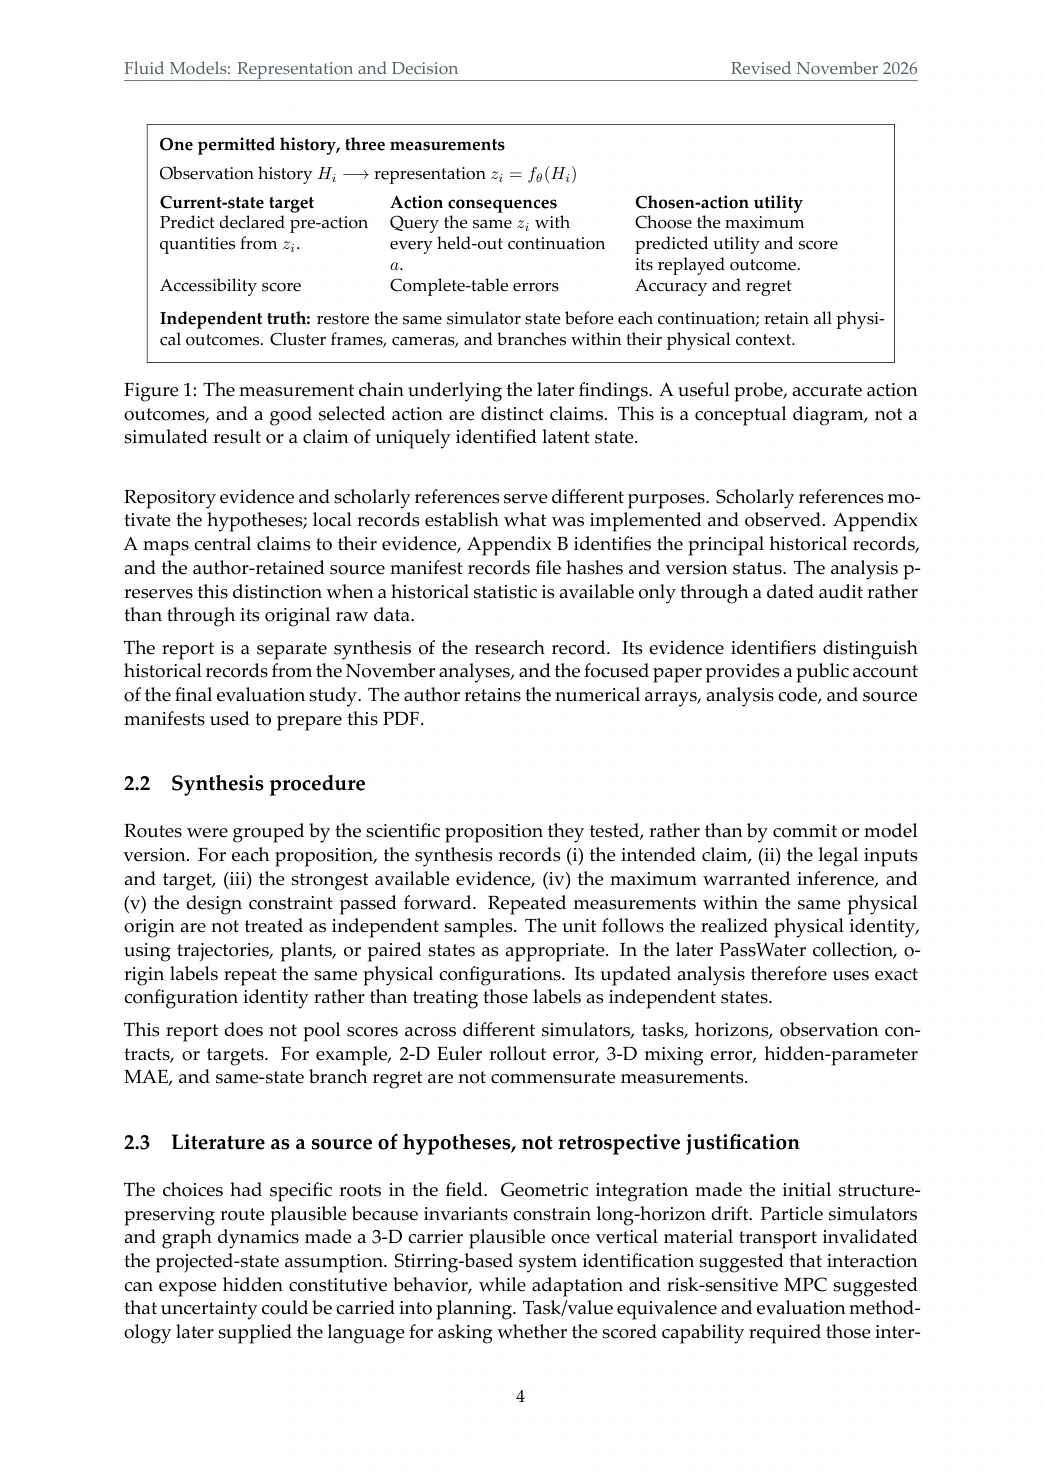 Fluid Models: Representation and Decision
Revised November 2026
One permitted history, three measurements
Observation history H_i ⟶ representation z_i = f_θ(H_i)
Current-state target
Predict declared pre-action
quantities from z_i.
Accessibility score
Action consequences
Query the same z_i with
every held-out continuation
a.
Complete-table errors
Chosen-action utility
Choose the maximum
predicted utility and score
its replayed outcome.
Accuracy and regret
Independent truth: restore the same simulator state before each continuation; retain all physi-
cal outcomes. Cluster frames, cameras, and branches within their physical context.
Figure 1: The measurement chain underlying the later findings. A useful probe, accurate action
outcomes, and a good selected action are distinct claims. This is a conceptual diagram, not a
simulated result or a claim of uniquely identified latent state.
Repository evidence and scholarly references serve different purposes. Scholarly references mo-
tivate the hypotheses; local records establish what was implemented and observed. Appendix
A maps central claims to their evidence, Appendix B identifies the principal historical records,
and the author-retained source manifest records file hashes and version status. The analysis p-
reserves this distinction when a historical statistic is available only through a dated audit rather
than through its original raw data.
The report is a separate synthesis of the research record. Its evidence identifiers distinguish
historical records from the November analyses, and the focused paper provides a public account
of the final evaluation study. The author retains the numerical arrays, analysis code, and source
manifests used to prepare this PDF.
2.2 Synthesis procedure
Routes were grouped by the scientific proposition they tested, rather than by commit or model
version. For each proposition, the synthesis records (i) the intended claim, (ii) the legal inputs
and target, (iii) the strongest available evidence, (iv) the maximum warranted inference, and
(v) the design constraint passed forward. Repeated measurements within the same physical
origin are not treated as independent samples. The unit follows the realized physical identity,
using trajectories, plants, or paired states as appropriate. In the later PassWater collection, o-
rigin labels repeat the same physical configurations. Its updated analysis therefore uses exact
configuration identity rather than treating those labels as independent states.
This report does not pool scores across different simulators, tasks, horizons, observation con-
tracts, or targets. For example, 2-D Euler rollout error, 3-D mixing error, hidden-parameter
MAE, and same-state branch regret are not commensurate measurements.
2.3 Literature as a source of hypotheses, not retrospective justification
The choices had specific roots in the field. Geometric integration made the initial structure-
preserving route plausible because invariants constrain long-horizon drift. Particle simulators
and graph dynamics made a 3-D carrier plausible once vertical material transport invalidated
the projected-state assumption. Stirring-based system identification suggested that interaction
can expose hidden constitutive behavior, while adaptation and risk-sensitive MPC suggested
that uncertainty could be carried into planning. Task/value equivalence and evaluation method-
ology later supplied the language for asking whether the scored capability required those inter-
4